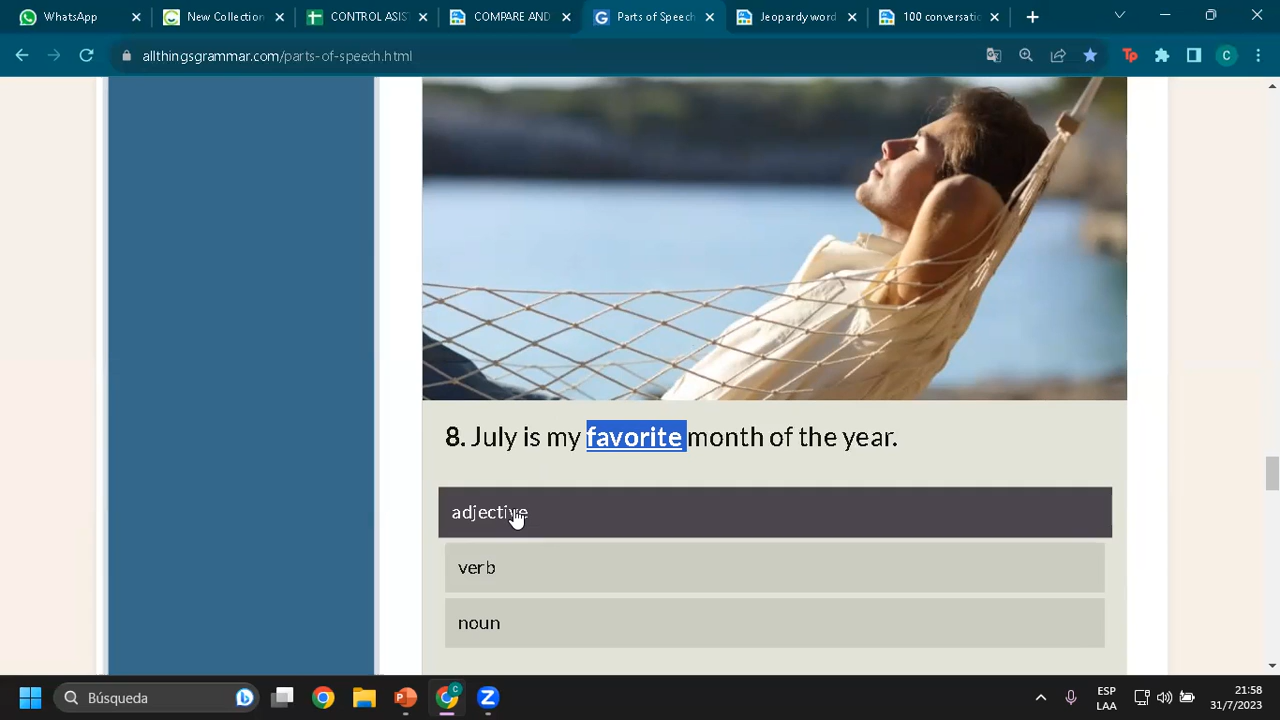 WhatsApp
New Collection
CONTROL ASIS
COMPARE AND
Parts of Speech
Jeopardy word
100 conversatio
allthingsgrammar.com/parts-of-speech.html
Tp
C
8. July is my favorite month of the year.
adjective
verb
noun
Búsqueda
ESP
LAA
21:58
31/7/2023